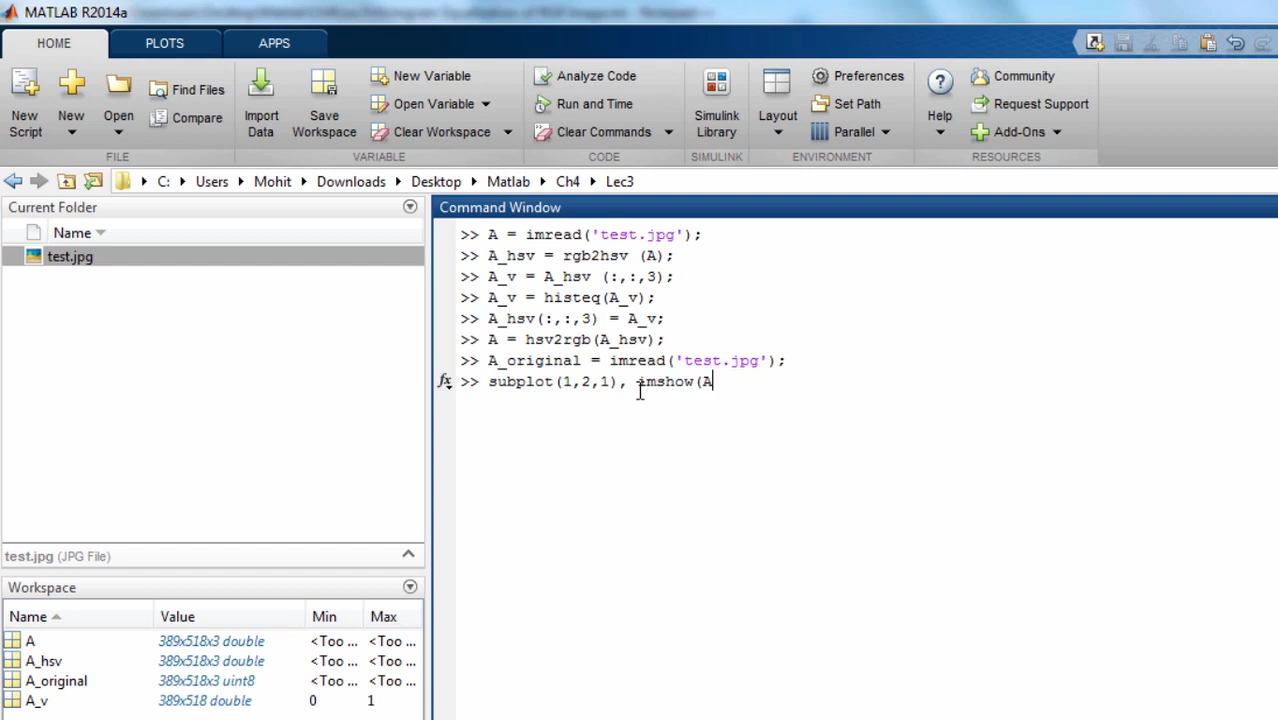 MATLAB R2014a
HOME PLOTS APPS
New Script
New
Open
Find Files
Compare
Import Data
Save Workspace
New Variable
Open Variable
Clear Workspace
Analyze Code
Run and Time
Clear Commands
Simulink Library
Layout
Preferences
Set Path
Parallel
Help
Community
Request Support
Add-Ons
FILE VARIABLE CODE SIMULINK ENVIRONMENT RESOURCES
C: Users Mohit Downloads Desktop Matlab Ch4 Lec3
Current Folder
Name
test.jpg
test.jpg (JPG File)
Workspace
Name Value Min Max
A 389x518x3 double <Too ... <Too ...
A_hsv 389x518x3 double <Too ... <Too ...
A_original 389x518x3 uint8 <Too ... <Too ...
A_v 389x518 double 0 1
Command Window
>> A = imread('test.jpg');
>> A_hsv = rgb2hsv (A);
>> A_v = A_hsv (:,:,3);
>> A_v = histeq(A_v);
>> A_hsv(:,:,3) = A_v;
>> A = hsv2rgb(A_hsv);
>> A_original = imread('test.jpg');
fx >> subplot(1,2,1), imshow(A